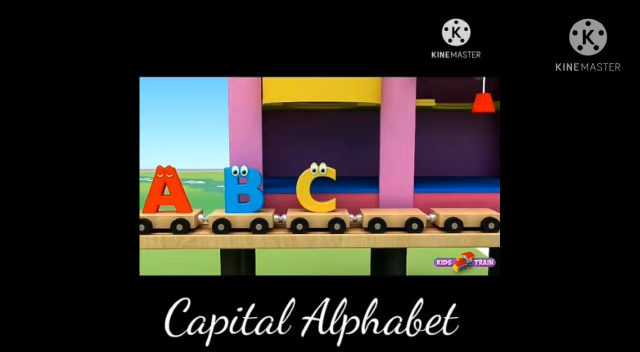 KINEMASTER
KINEMASTER
A B C
KIDS TRAIN
Capital Alphabet